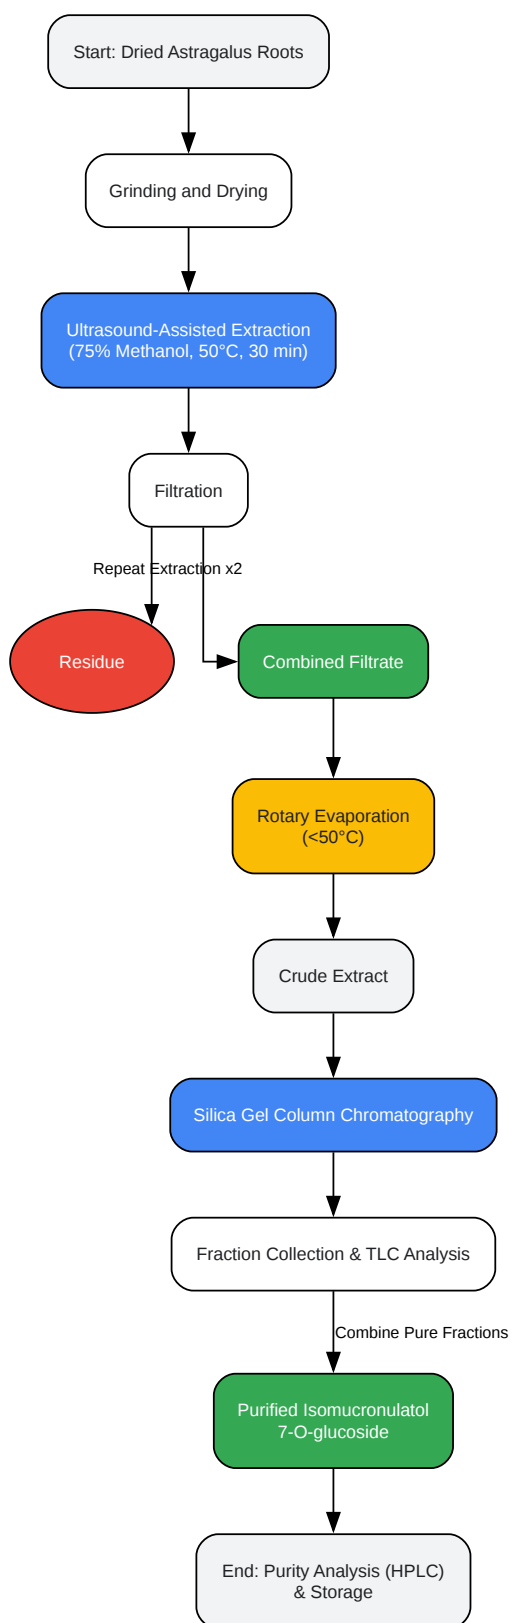 Start: Dried Astragalus Roots
Grinding and Drying
Ultrasound-Assisted Extraction
(75% Methanol, 50°C, 30 min)
Filtration
Repeat Extraction x2
Residue
Combined Filtrate
Rotary Evaporation
(<50°C)
Crude Extract
Silica Gel Column Chromatography
Fraction Collection & TLC Analysis
Combine Pure Fractions
Purified Isomucronulatol
7-O-glucoside
End: Purity Analysis (HPLC)
& Storage